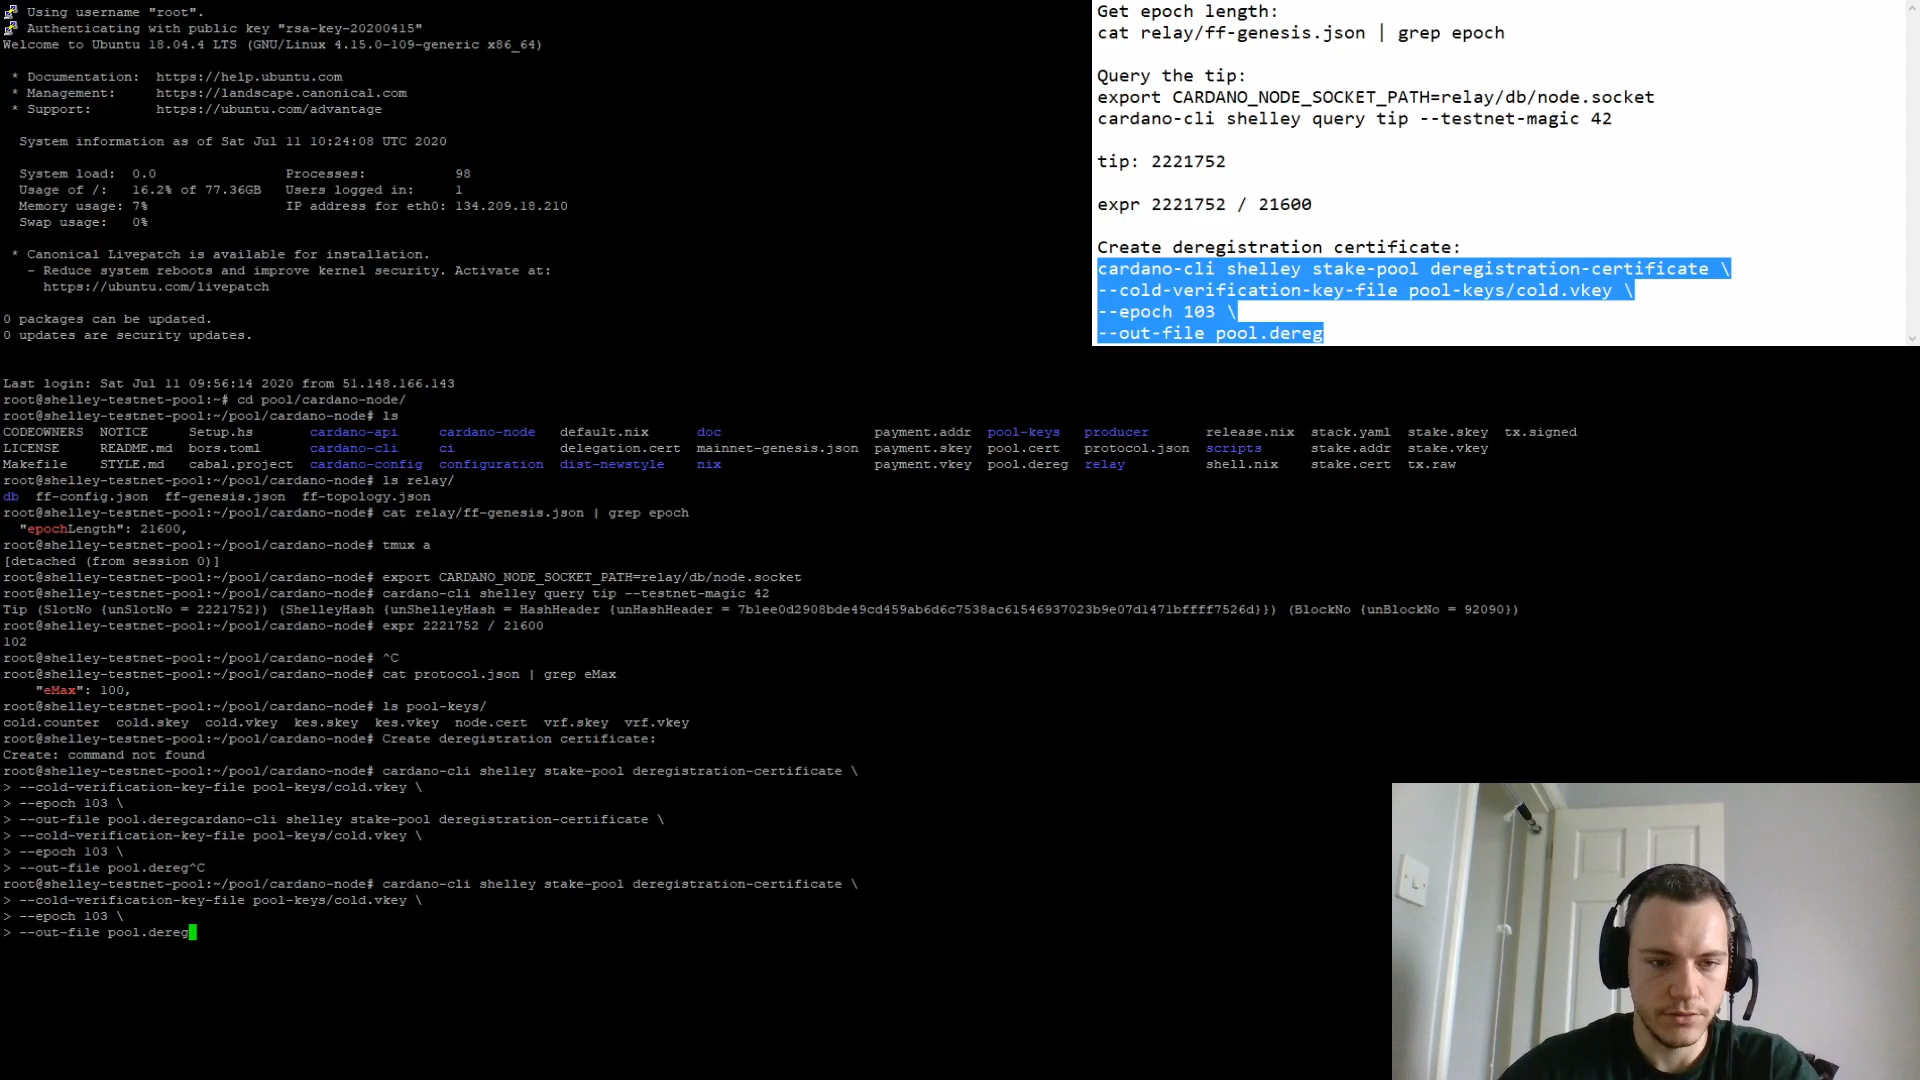 Using username "root".
Authenticating with public key "rsa-key-20200415"
Welcome to Ubuntu 18.04.4 LTS (GNU/Linux 4.15.0-109-generic x86_64)
* Documentation: https://help.ubuntu.com
* Management: https://landscape.canonical.com
* Support: https://ubuntu.com/advantage
System information as of Sat Jul 11 10:24:08 UTC 2020
System load: 0.0 Processes: 98
Usage of /: 16.2% of 77.36GB Users logged in: 1
Memory usage: 7% IP address for eth0: 134.209.18.210
Swap usage: 0%
* Canonical Livepatch is available for installation.
- Reduce system reboots and improve kernel security. Activate at:
https://ubuntu.com/livepatch
0 packages can be updated.
0 updates are security updates.
Last login: Sat Jul 11 09:56:14 2020 from 51.148.166.143
root@shelley-testnet-pool:~# cd pool/cardano-node/
root@shelley-testnet-pool:~/pool/cardano-node# ls
CODEOWNERS NOTICE Setup.hs cardano-api cardano-node default.nix doc payment.addr pool-keys producer release.nix stack.yaml stake.skey tx.signed
LICENSE README.md bors.toml cardano-cli ci delegation.cert mainnet-genesis.json payment.skey pool.cert protocol.json scripts stake.addr stake.vkey
Makefile STYLE.md cabal.project cardano-config configuration dist-newstyle nix payment.vkey pool.dereg relay shell.nix stake.cert tx.raw
root@shelley-testnet-pool:~/pool/cardano-node# ls relay/
db ff-config.json ff-genesis.json ff-topology.json
root@shelley-testnet-pool:~/pool/cardano-node# cat relay/ff-genesis.json | grep epoch
"epochLength": 21600,
root@shelley-testnet-pool:~/pool/cardano-node# tmux a
[detached (from session 0)]
root@shelley-testnet-pool:~/pool/cardano-node# export CARDANO_NODE_SOCKET_PATH=relay/db/node.socket
root@shelley-testnet-pool:~/pool/cardano-node# cardano-cli shelley query tip --testnet-magic 42
Tip (SlotNo {unSlotNo = 2221752}) (ShelleyHash {unShelleyHash = HashHeader {unHashHeader = 7b1ee0d2908bde49cd459ab6d6c7538ac61546937023b9e07d1471bffff7526d}}) (BlockNo {unBlockNo = 92090})
root@shelley-testnet-pool:~/pool/cardano-node# expr 2221752 / 21600
102
root@shelley-testnet-pool:~/pool/cardano-node# ^C
root@shelley-testnet-pool:~/pool/cardano-node# cat protocol.json | grep eMax
"eMax": 100,
root@shelley-testnet-pool:~/pool/cardano-node# ls pool-keys/
cold.counter cold.skey cold.vkey kes.skey kes.vkey node.cert vrf.skey vrf.vkey
root@shelley-testnet-pool:~/pool/cardano-node# Create deregistration certificate:
Create: command not found
root@shelley-testnet-pool:~/pool/cardano-node# cardano-cli shelley stake-pool deregistration-certificate \
> --cold-verification-key-file pool-keys/cold.vkey \
> --epoch 103 \
> --out-file pool.deregcardano-cli shelley stake-pool deregistration-certificate \
> --cold-verification-key-file pool-keys/cold.vkey \
> --epoch 103 \
> --out-file pool.dereg^C
root@shelley-testnet-pool:~/pool/cardano-node# cardano-cli shelley stake-pool deregistration-certificate \
> --cold-verification-key-file pool-keys/cold.vkey \
> --epoch 103 \
> --out-file pool.dereg
Get epoch length:
cat relay/ff-genesis.json | grep epoch
Query the tip:
export CARDANO_NODE_SOCKET_PATH=relay/db/node.socket
cardano-cli shelley query tip --testnet-magic 42
tip: 2221752
expr 2221752 / 21600
Create deregistration certificate:
cardano-cli shelley stake-pool deregistration-certificate \
--cold-verification-key-file pool-keys/cold.vkey \
--epoch 103 \
--out-file pool.dereg